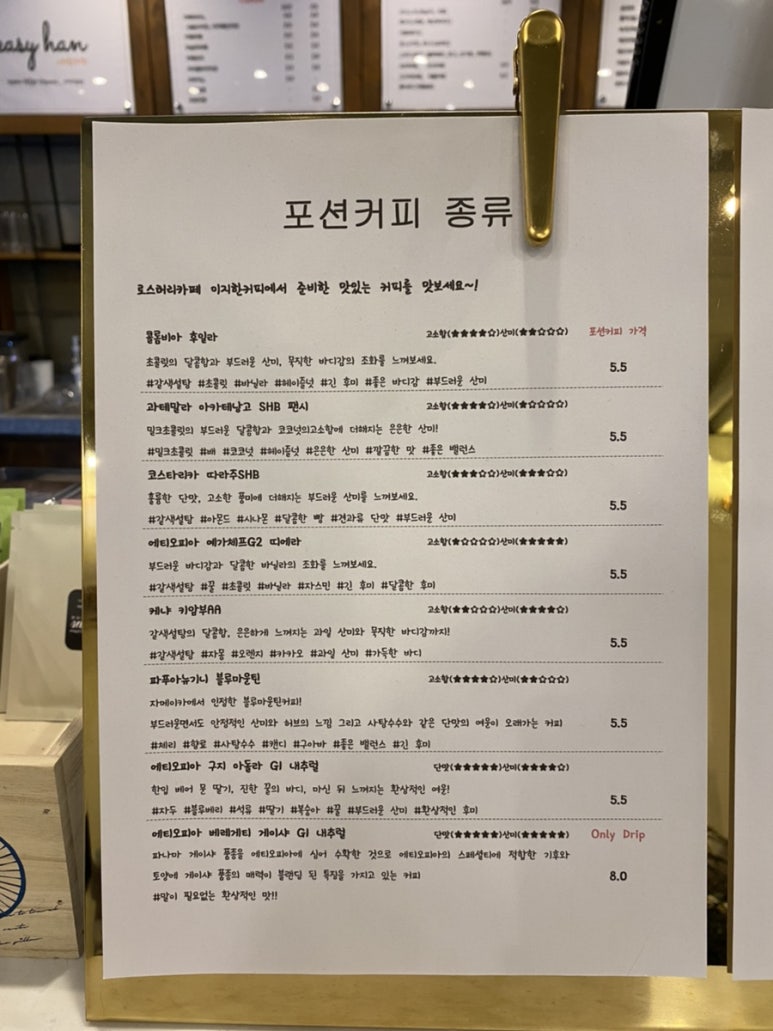 easy han
포션커피 종류
로스터리카페 이지한커피에서 준비한 맛있는 커피를 맛보세요~!
콜롬비아 후일라 고소함(★★★★☆)산미(★★☆☆☆) 포션커피 가격
초콜릿의 달콤함과 부드러운 산미, 묵직한 바디감의 조화를 느껴보세요.
5.5
#갈색설탕 #초콜릿 #바닐라 #헤이즐넛 #긴 후미 #좋은 바디감 #부드러운 산미
과테말라 아카테낭고 SHB 팬시 고소함(★★★★☆)산미(★☆☆☆☆)
밀크초콜릿의 부드러운 달콤함과 코코넛의고소함에 더해지는 은은한 산미!
5.5
#밀크초콜릿 #배 #코코넛 #헤이즐넛 #은은한 산미 #깔끔한 맛 #좋은 밸런스
코스타리카 따라주SHB 고소함(★★★☆☆)산미(★★★☆☆)
훌륭한 단맛, 고소한 풍미에 더해지는 부드러운 산미를 느껴보세요.
5.5
#갈색설탕 #아몬드 #시나몬 #달콤한 빵 #견과류 단맛 #부드러운 산미
에티오피아 예가체프G2 띠에라 고소함(★☆☆☆☆)산미(★★★★★)
부드러운 바디감과 달콤한 바닐라의 조화를 느껴보세요.
5.5
#갈색설탕 #꿀 #초콜릿 #바닐라 #자스민 #긴 후미 #달콤한 후미
케냐 키암부AA 고소함(★★☆☆☆)산미(★★★★☆)
갈색설탕의 달콤함, 은은하게 느껴지는 과일 산미와 묵직한 바디감까지!
5.5
#갈색설탕 #자몽 #오렌지 #카카오 #과일 산미 #가득한 바디
파푸아뉴기니 블루마운틴 고소함(★★★★☆)산미(★★★☆☆)
자메이카에서 인정한 블루마운틴커피!
부드러우면서도 안정적인 산미와 허브의 느낌 그리고 사탕수수와 같은 단맛의 여운이 오래가는 커피 5.5
#체리 #향료 #사탕수수 #캔디 #구아바 #좋은 밸런스 #긴 후미
에티오피아 구지 아돌라 G1 내추럴 단맛(★★★★★)산미(★★★★☆)
한입 베어 문 딸기, 진한 꿀의 바디, 마신 뒤 느껴지는 환상적인 여운!
5.5
#자두 #블루베리 #석류 #딸기 #복숭아 #꿀 #부드러운 산미 #환상적인 후미
에티오피아 베레게티 게이샤 G1 내추럴 단맛(★★★★★)산미(★★★★★) Only Drip
파나마 게이샤 품종을 에티오피아에 심어 수확한 것으로 에티오피아의 스페셜티에 적합한 기후와
토양에 게이샤 품종의 매력이 블랜딩 된 특징을 가지고 있는 커피 8.0
#말이 필요없는 환상적인 맛!!